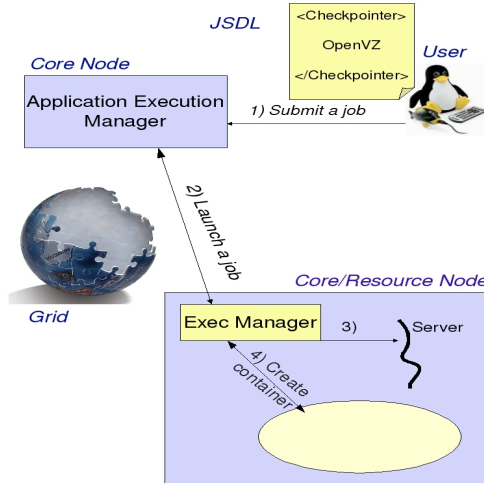 JSDL
<Checkpointer>
OpenVZ
</Checkpointer>
User
Core Node
Application Execution
Manager
1) Submit a job
2) Launch a job
Grid
Core/Resource Node
Exec Manager
3)
Server
4) Create
container